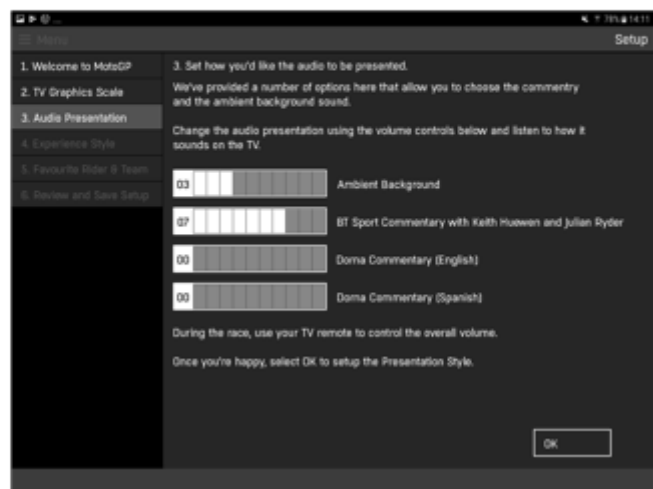 78% 14:11
Menu
Setup
1. Welcome to MotoGP
2. TV Graphics Scale
3. Audio Presentation
4. Experience Style
5. Favourite Rider & Team
6. Review and Save Setup
3. Set how you'd like the audio to be presented.
We've provided a number of options here that allow you to choose the commentry
and the ambient background sound.
Change the audio presentation using the volume controls below and listen to how it
sounds on the TV.
03 Ambient Background
07 BT Sport Commentary with Keith Huewen and Julian Ryder
00 Dorna Commentary (English)
00 Dorna Commentary (Spanish)
During the race, use your TV remote to control the overall volume.
Once you're happy, select OK to setup the Presentation Style.
OK